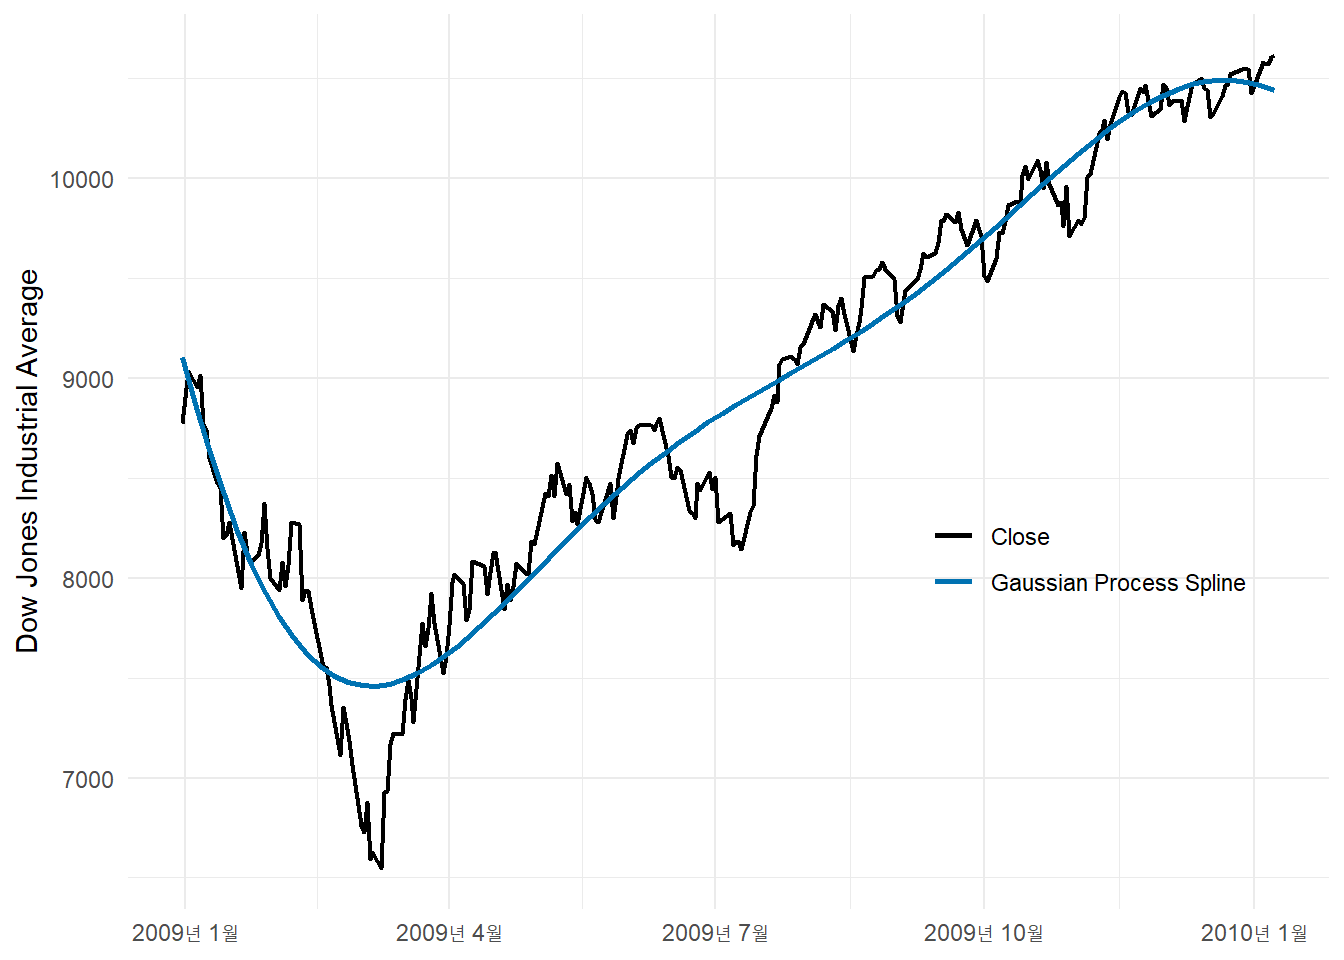 Dow Jones Industrial Average
10000
9000
8000
7000
Close
Gaussian Process Spline
2009년 1월
2009년 4월
2009년 7월
2009년 10월
2010년 1월